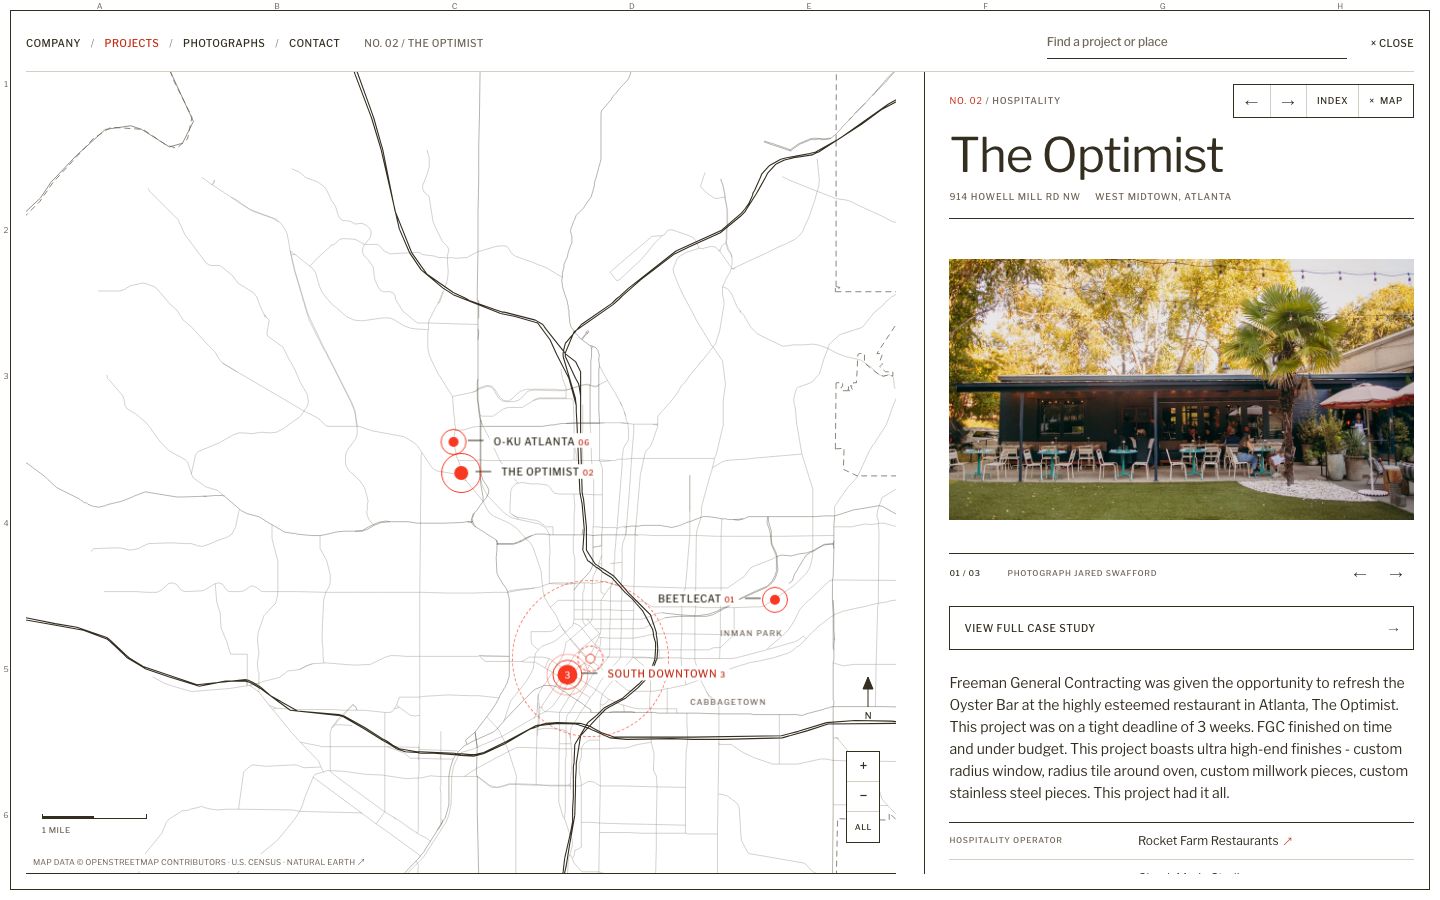 A B C D E F G H
COMPANY / PROJECTS / PHOTOGRAPHS / CONTACT NO. 02 / THE OPTIMIST
Find a project or place
× CLOSE
1
2
3
4
5
6
O-KU ATLANTA 06
THE OPTIMIST 02
BEETLECAT 01
INMAN PARK
3
SOUTH DOWNTOWN 3
CABBAGETOWN
N
+
−
ALL
1 MILE
MAP DATA © OPENSTREETMAP CONTRIBUTORS · U.S. CENSUS · NATURAL EARTH ↗
NO. 02 / HOSPITALITY
← → INDEX × MAP
The Optimist
914 HOWELL MILL RD NW WEST MIDTOWN, ATLANTA
01 / 03 PHOTOGRAPH JARED SWAFFORD ← →
VIEW FULL CASE STUDY →
Freeman General Contracting was given the opportunity to refresh the
Oyster Bar at the highly esteemed restaurant in Atlanta, The Optimist.
This project was on a tight deadline of 3 weeks. FGC finished on time
and under budget. This project boasts ultra high-end finishes - custom
radius window, radius tile around oven, custom millwork pieces, custom
stainless steel pieces. This project had it all.
HOSPITALITY OPERATOR Rocket Farm Restaurants ↗